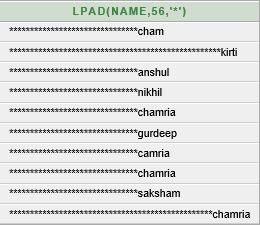 LPAD(NAME,56,'*')
*******************************cham
***************************************************kirti
*******************************anshul
*******************************nikhil
*******************************chamria
*******************************gurdeep
*******************************camria
*******************************chamria
*******************************saksham
*************************************************chamria